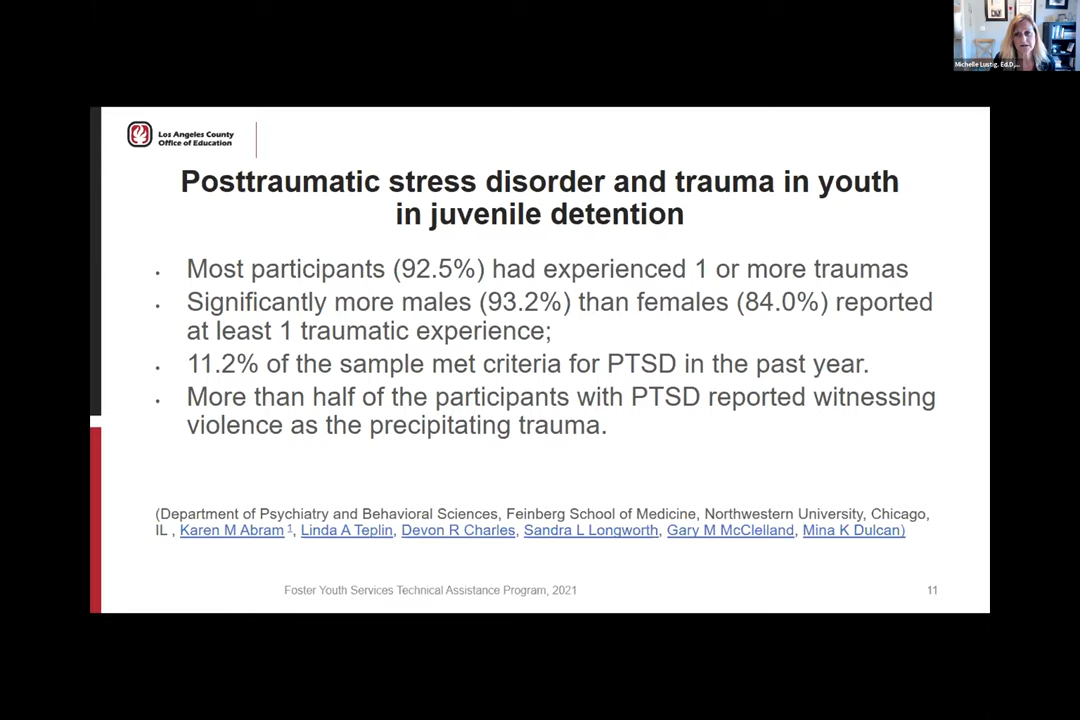 Michelle Lustig, Ed.D,...
Los Angeles County
Office of Education
Posttraumatic stress disorder and trauma in youth
in juvenile detention
• Most participants (92.5%) had experienced 1 or more traumas
• Significantly more males (93.2%) than females (84.0%) reported
at least 1 traumatic experience;
• 11.2% of the sample met criteria for PTSD in the past year.
• More than half of the participants with PTSD reported witnessing
violence as the precipitating trauma.
(Department of Psychiatry and Behavioral Sciences, Feinberg School of Medicine, Northwestern University, Chicago,
IL , Karen M Abram 1, Linda A Teplin, Devon R Charles, Sandra L Longworth, Gary M McClelland, Mina K Dulcan)
Foster Youth Services Technical Assistance Program, 2021
11